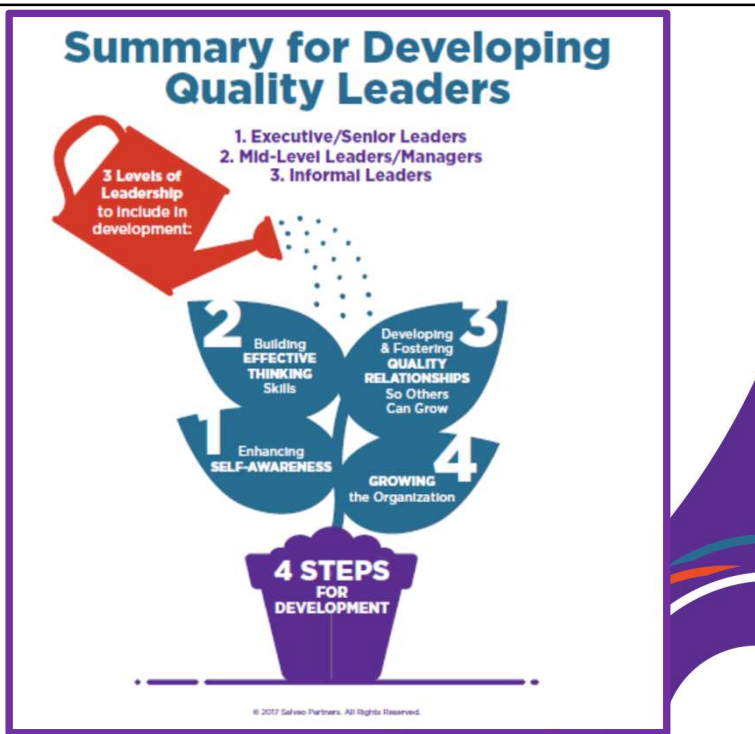 Summary for Developing
Quality Leaders
1. Executive/Senior Leaders
2. Mid-Level Leaders/Managers
3. Informal Leaders
3 Levels of
Leadership
to include in
development:
2
Building
EFFECTIVE
THINKING
Skills
3
Developing
& Fostering
QUALITY
RELATIONSHIPS
So Others
Can Grow
1
Enhancing
SELF-AWARENESS
4
GROWING
the Organization
4 STEPS
FOR
DEVELOPMENT
© 2017 Salveo Partners. All Rights Reserved.